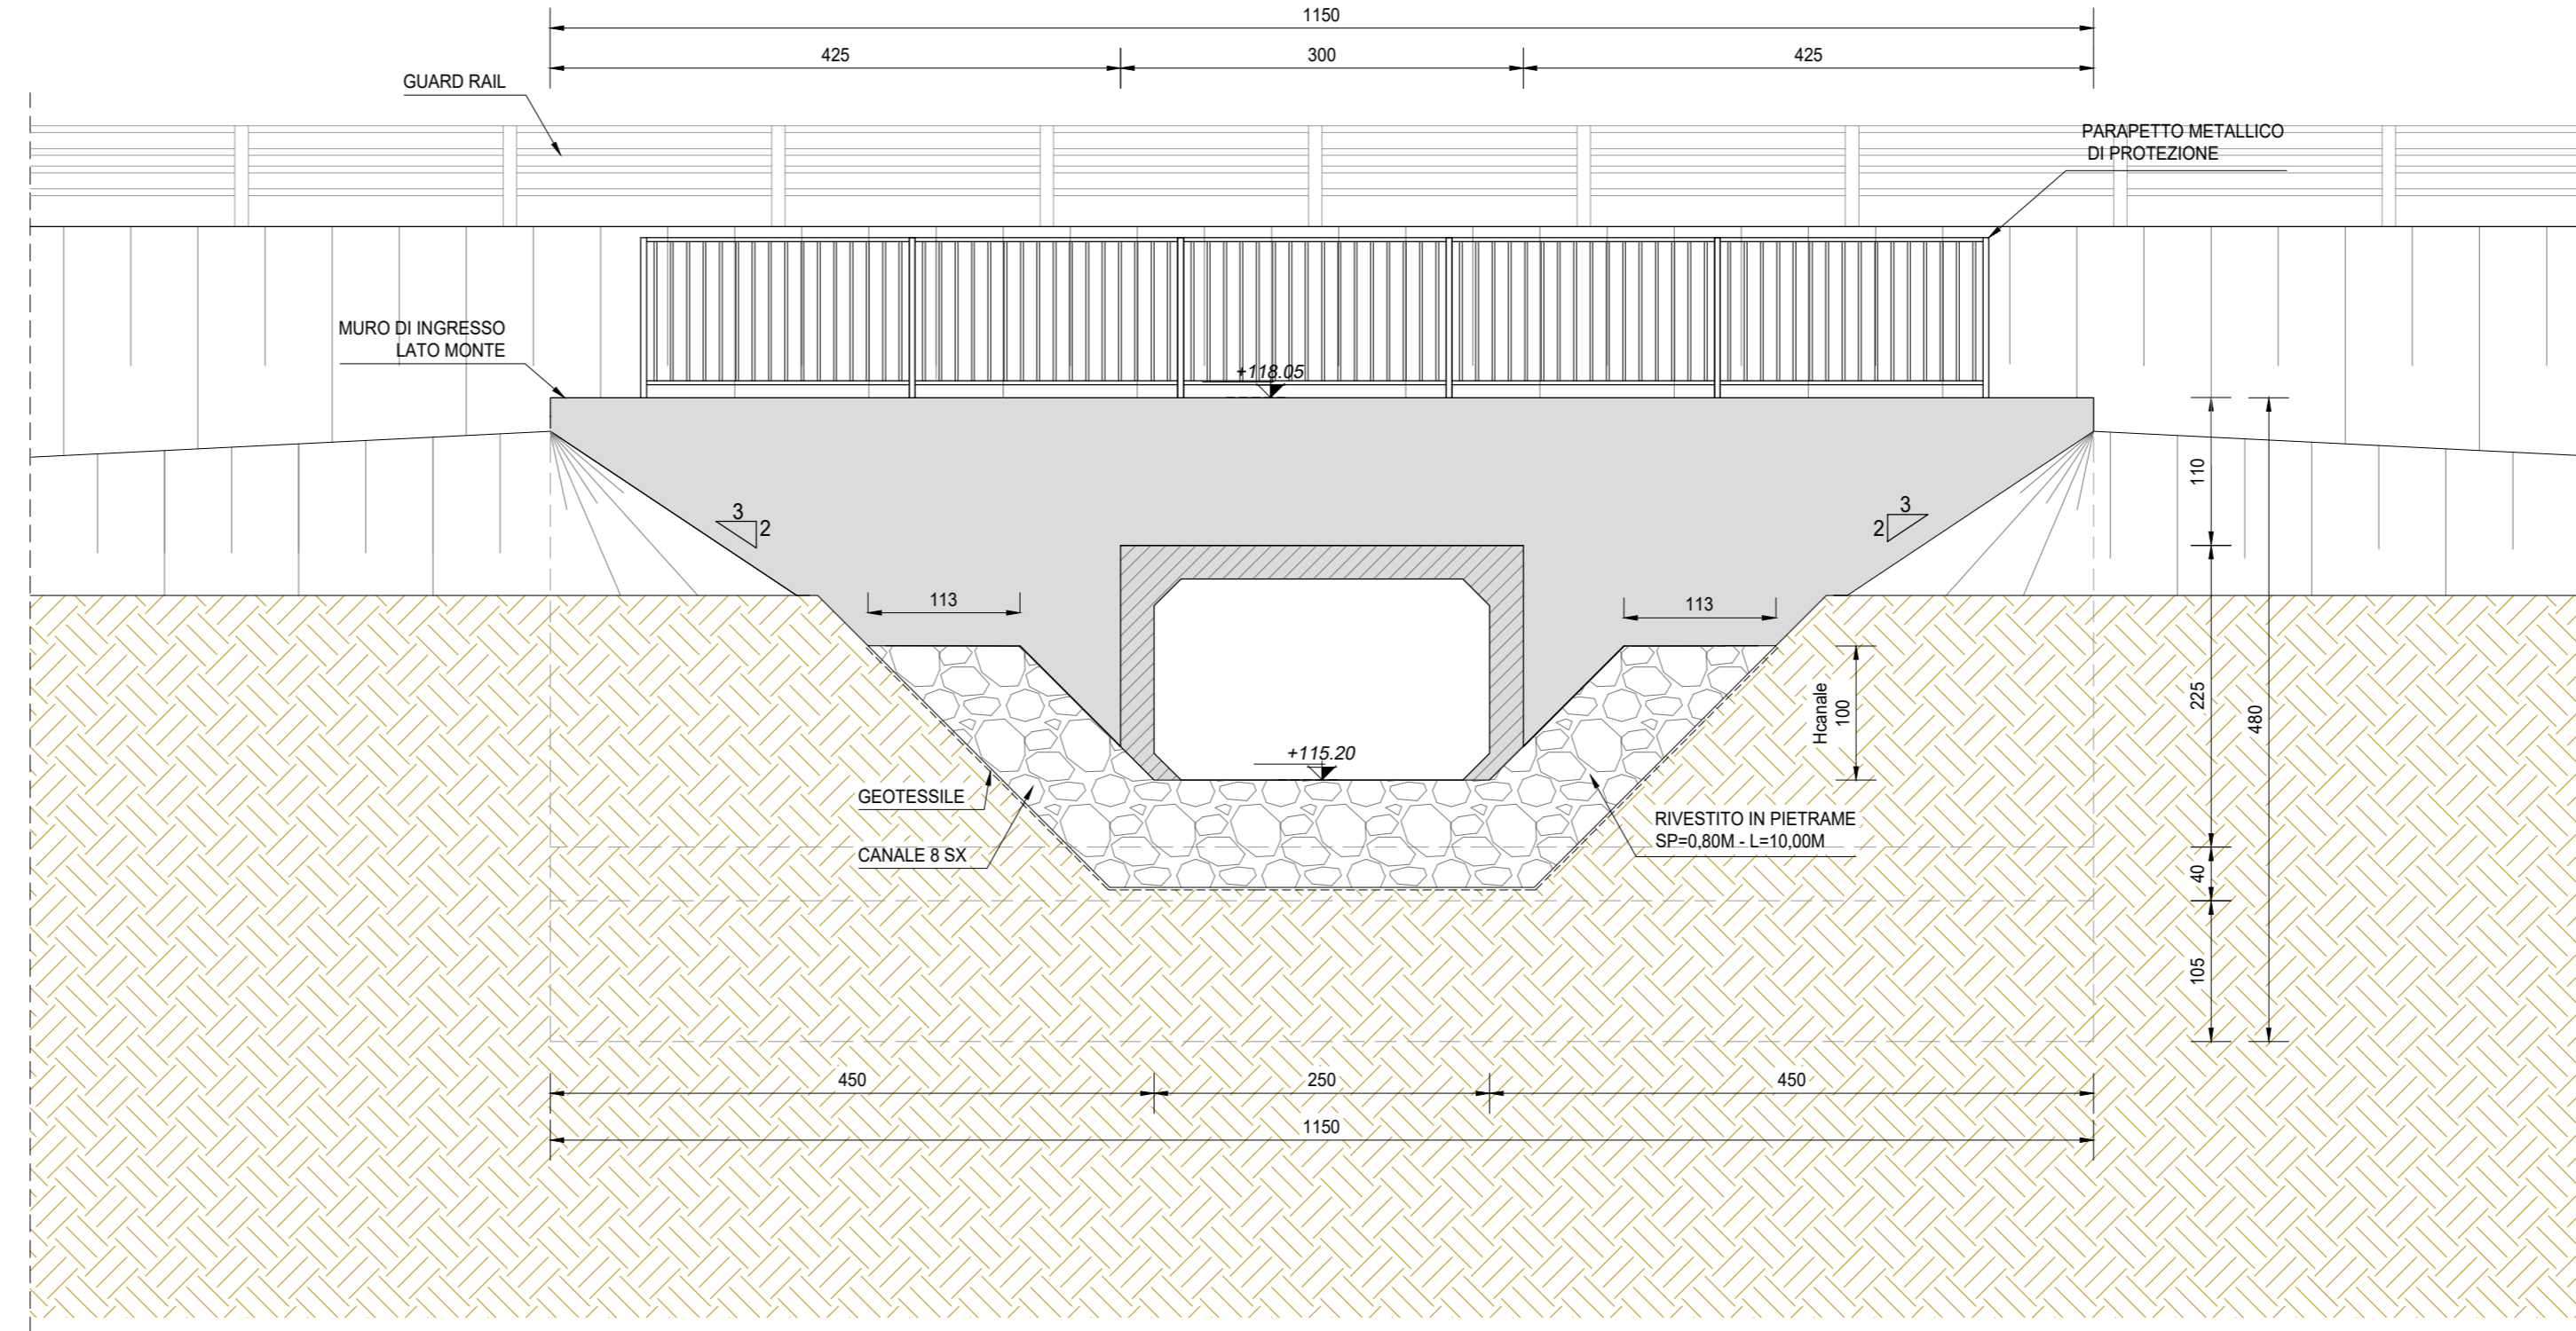 1150
425
300
425
GUARD RAIL
PARAPETTO METALLICO
DI PROTEZIONE
MURO DI INGRESSO
LATO MONTE
+118.05
3
2
3
2
110
113
113
Hcanale
100
225
480
+115.20
GEOTESSILE
CANALE 8 SX
RIVESTITO IN PIETRAME
SP=0,80M - L=10,00M
40
105
450
250
450
1150